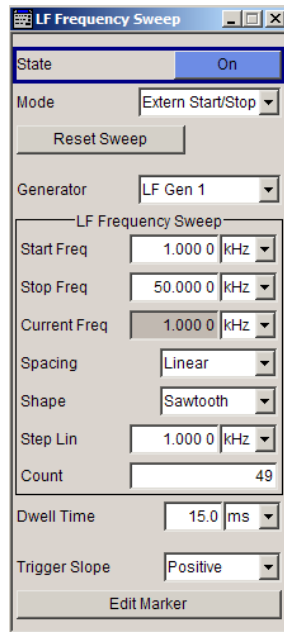 LF Frequency Sweep
State On
Mode Extern Start/Stop
Reset Sweep
Generator LF Gen 1
LF Frequency Sweep
Start Freq 1.000 0 kHz
Stop Freq 50.000 0 kHz
Current Freq 1.000 0 kHz
Spacing Linear
Shape Sawtooth
Step Lin 1.000 0 kHz
Count 49
Dwell Time 15.0 ms
Trigger Slope Positive
Edit Marker